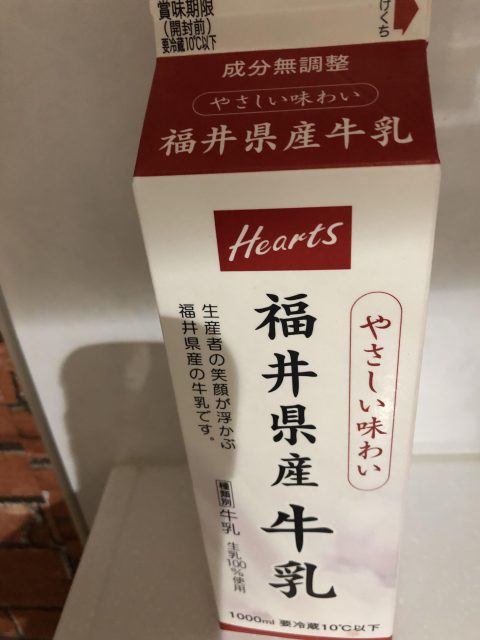 賞味期限
(開封前)
要冷蔵10℃以下
けくち
成分無調整
やさしい味わい
福井県産牛乳
Hearts
やさしい味わい
福井県産牛乳
生産者の笑顔が浮かぶ
福井県産の牛乳です。
種類別 牛乳 生乳100%使用
1000ml 要冷蔵10℃以下